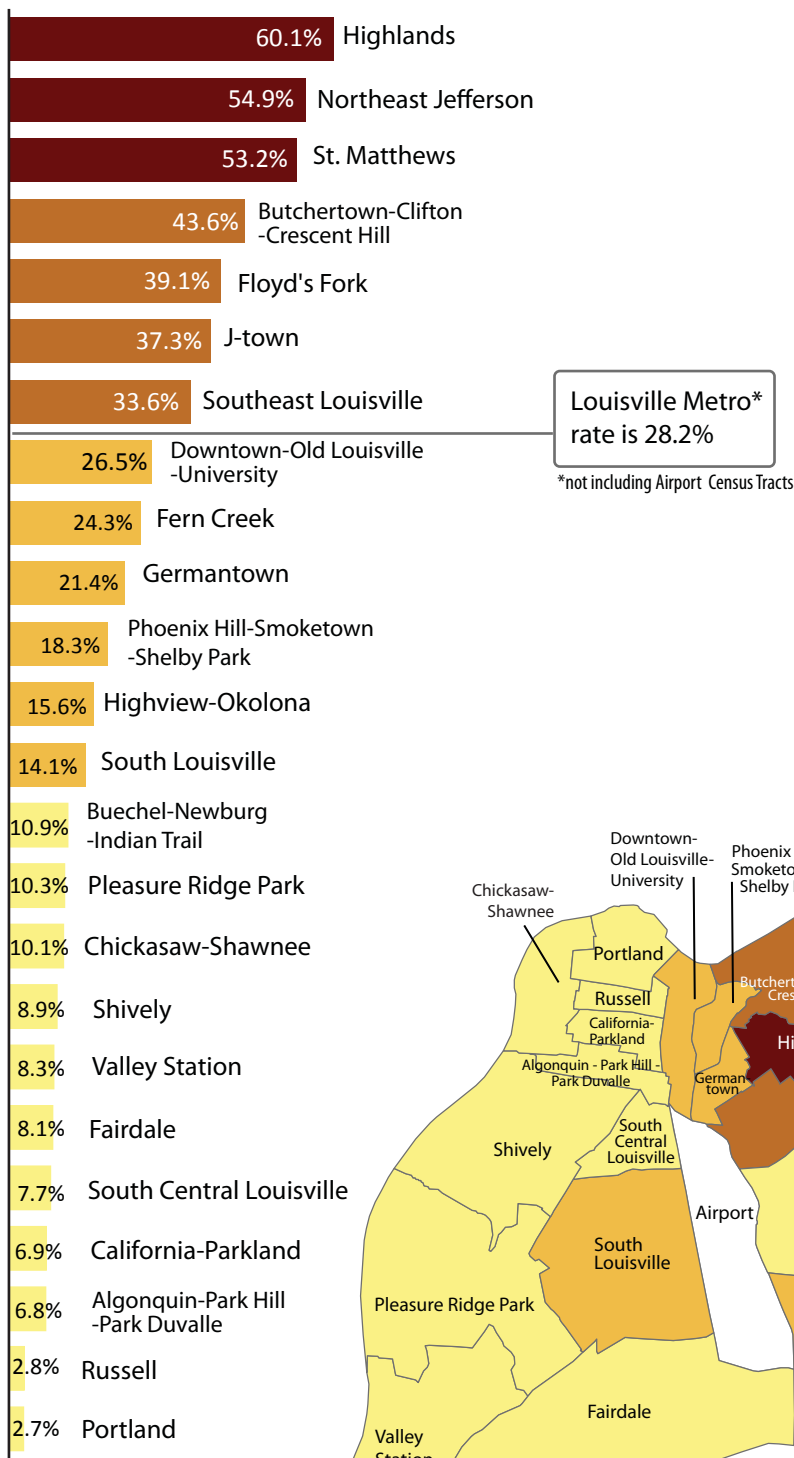 60.1% Highlands
54.9% Northeast Jefferson
53.2% St. Matthews
43.6% Butchertown-Clifton
-Crescent Hill
39.1% Floyd's Fork
37.3% J-town
33.6% Southeast Louisville
Louisville Metro*
rate is 28.2%
*not including Airport Census Tracts
26.5% Downtown-Old Louisville
-University
24.3% Fern Creek
21.4% Germantown
18.3% Phoenix Hill-Smoketown
-Shelby Park
15.6% Highview-Okolona
14.1% South Louisville
10.9% Buechel-Newburg
-Indian Trail
10.3% Pleasure Ridge Park
10.1% Chickasaw-Shawnee
8.9% Shively
8.3% Valley Station
8.1% Fairdale
7.7% South Central Louisville
6.9% California-Parkland
6.8% Algonquin-Park Hill
-Park Duvalle
2.8% Russell
2.7% Portland
Downtown-
Old Louisville-
University
Phoenix
Smoketo
Shelby
Chickasaw-
Shawnee
Portland
Russell
California-
Parkland
Algonquin - Park Hill -
Park Duvalle
Butchert
Cres
Hi
German-
town
South
Central
Louisville
Shively
Airport
South
Louisville
Pleasure Ridge Park
Fairdale
Valley
Station